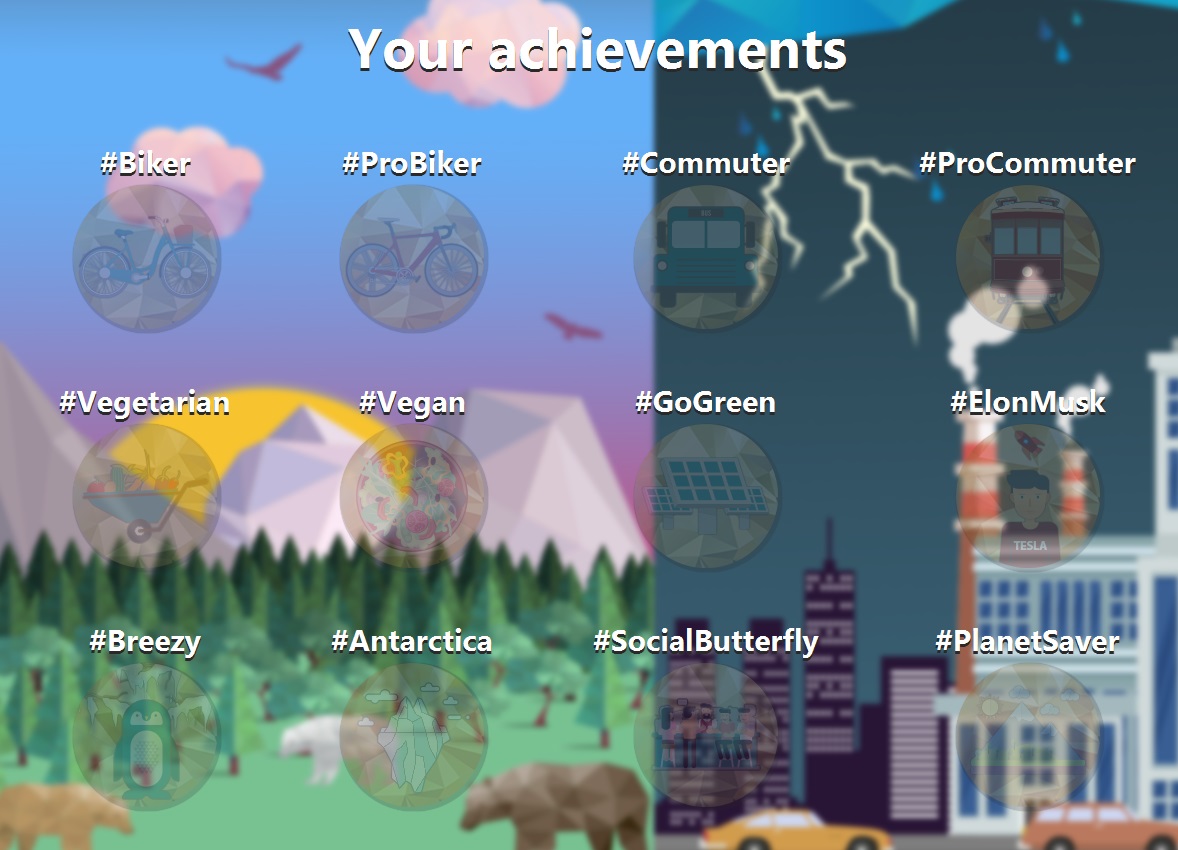 Your achievements
#Biker #ProBiker #Commuter #ProCommuter
#Vegetarian #Vegan #GoGreen #ElonMusk
TESLA
#Breezy #Antarctica #SocialButterfly #PlanetSaver